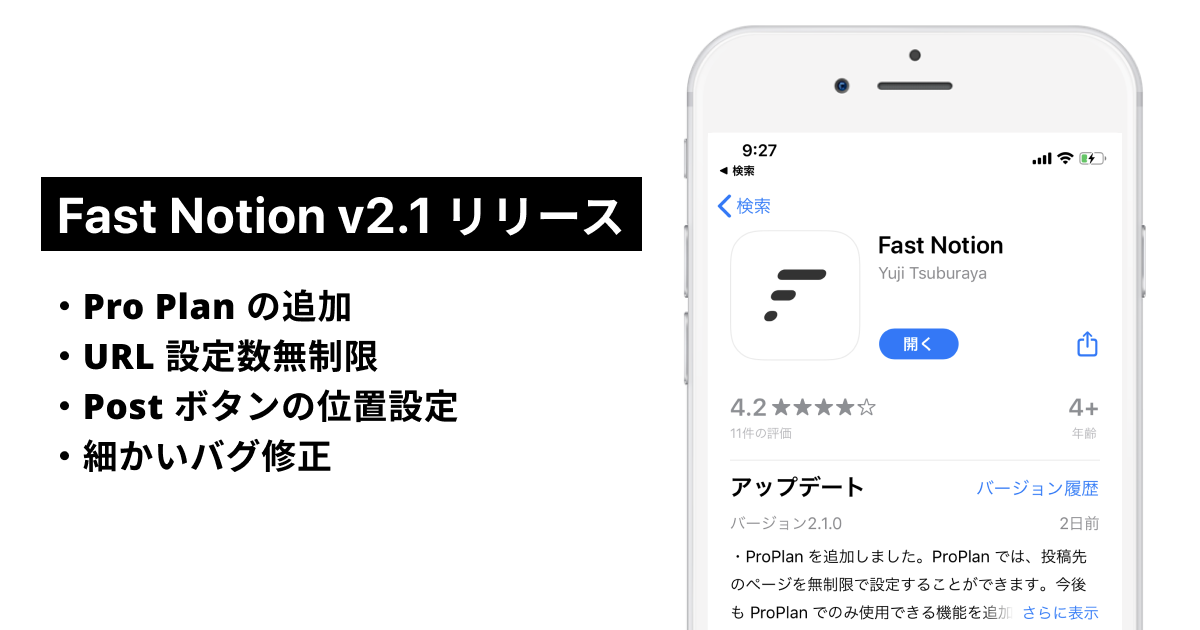 Fast Notion v2.1 リリース
・Pro Plan の追加
・URL 設定数無制限
・Post ボタンの位置設定
・細かいバグ修正
9:27
◀ 検索
検索
Fast Notion
Yuji Tsuburaya
開く
4.2★★★★☆
4+
11件の評価
年齢
アップデート
バージョン履歴
バージョン2.1.0
2日前
・ProPlan を追加しました。ProPlan では、投稿先
のページを無制限で設定することができます。今後
も ProPlan でのみ使用できる機能を追加 さらに表示